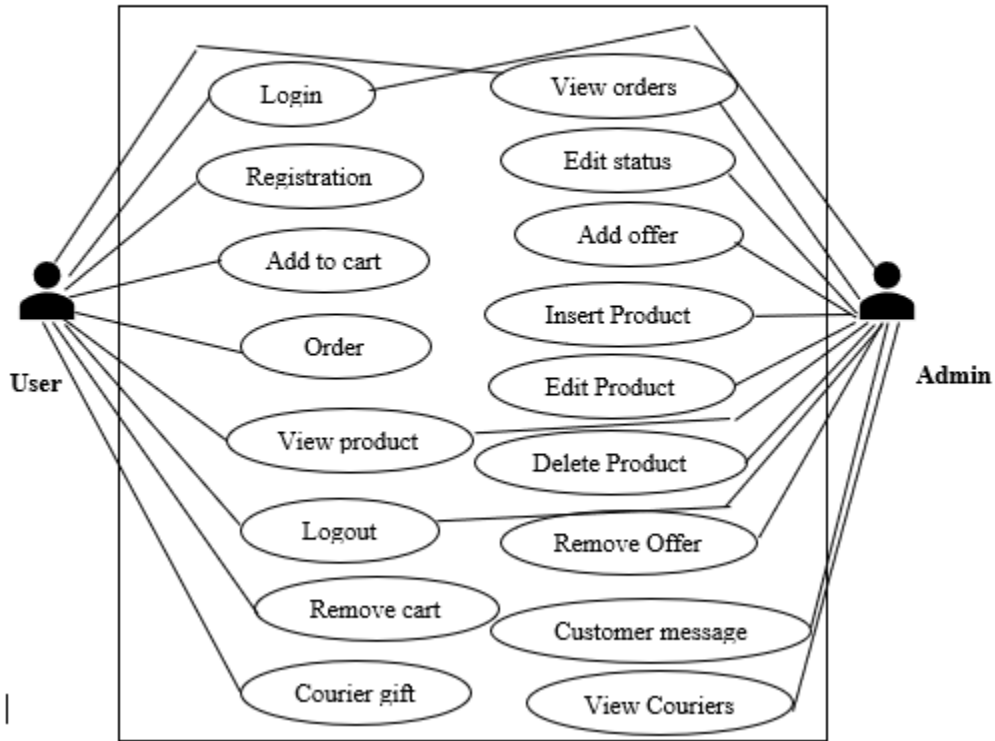 Login
View orders
Registration
Edit status
Add to cart
Add offer
Order
Insert Product
User
Edit Product
Admin
View product
Delete Product
Logout
Remove Offer
Remove cart
Customer message
Courier gift
View Couriers